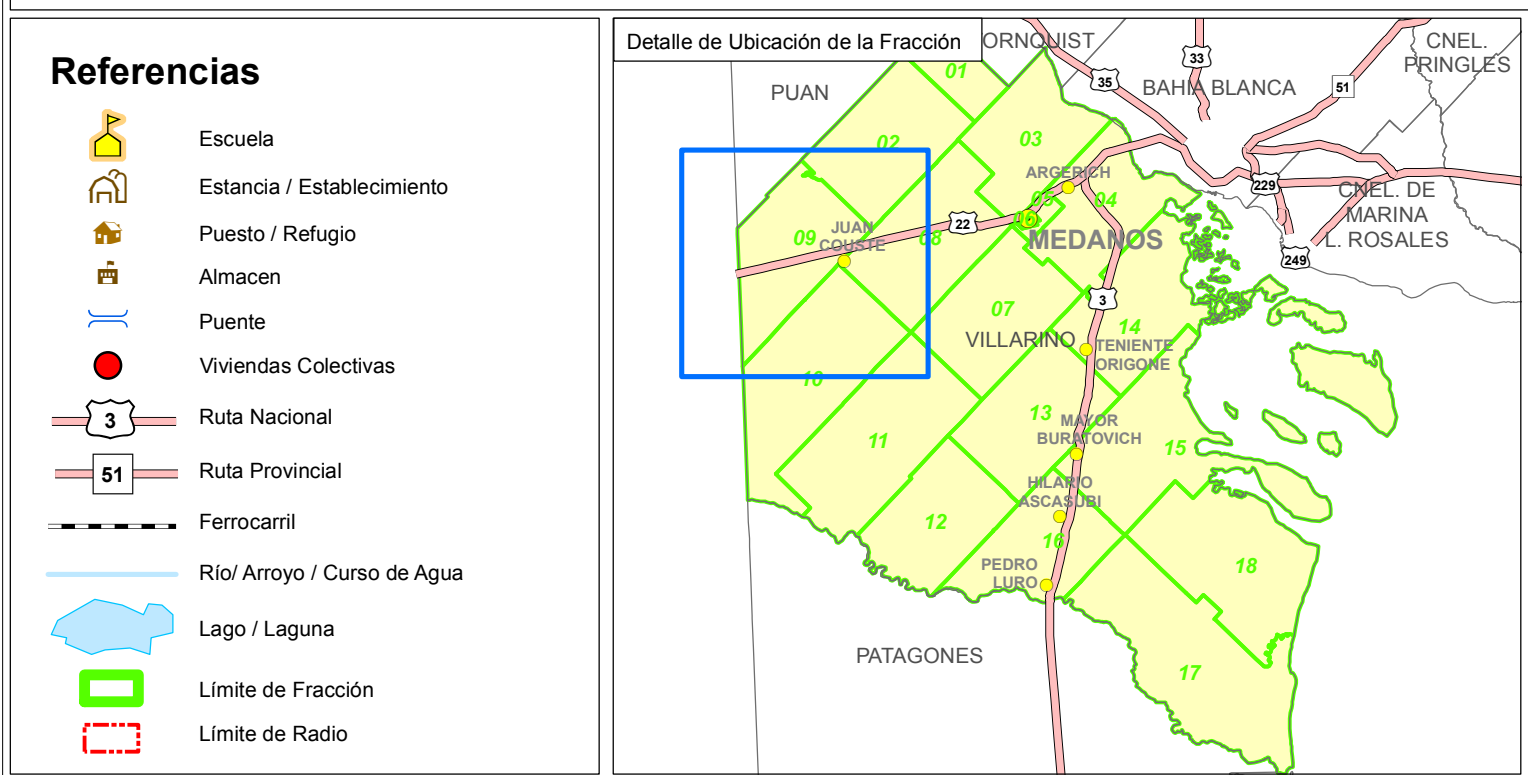 Referencias
Escuela
Estancia / Establecimiento
Puesto / Refugio
Almacen
Puente
Viviendas Colectivas
3
Ruta Nacional
51
Ruta Provincial
Ferrocarril
Río/ Arroyo / Curso de Agua
Lago / Laguna
Límite de Fracción
Límite de Radio
Detalle de Ubicación de la Fracción
ORNQUIST
CNEL.
PRINGLES
33
35
01
PUAN
BAHIA BLANCA
51
02
03
ARGERICH
229
05
04
CNEL. DE
MARINA
L. ROSALES
06
22
JUAN
COUSTE
09
08
MEDANOS
249
3
07
14
VILLARINO
TENIENTE
ORIGONE
10
13
MAYOR
BURATOVICH
11
15
HILARIO
ASCASUBI
12
16
PEDRO
LURO
18
PATAGONES
17